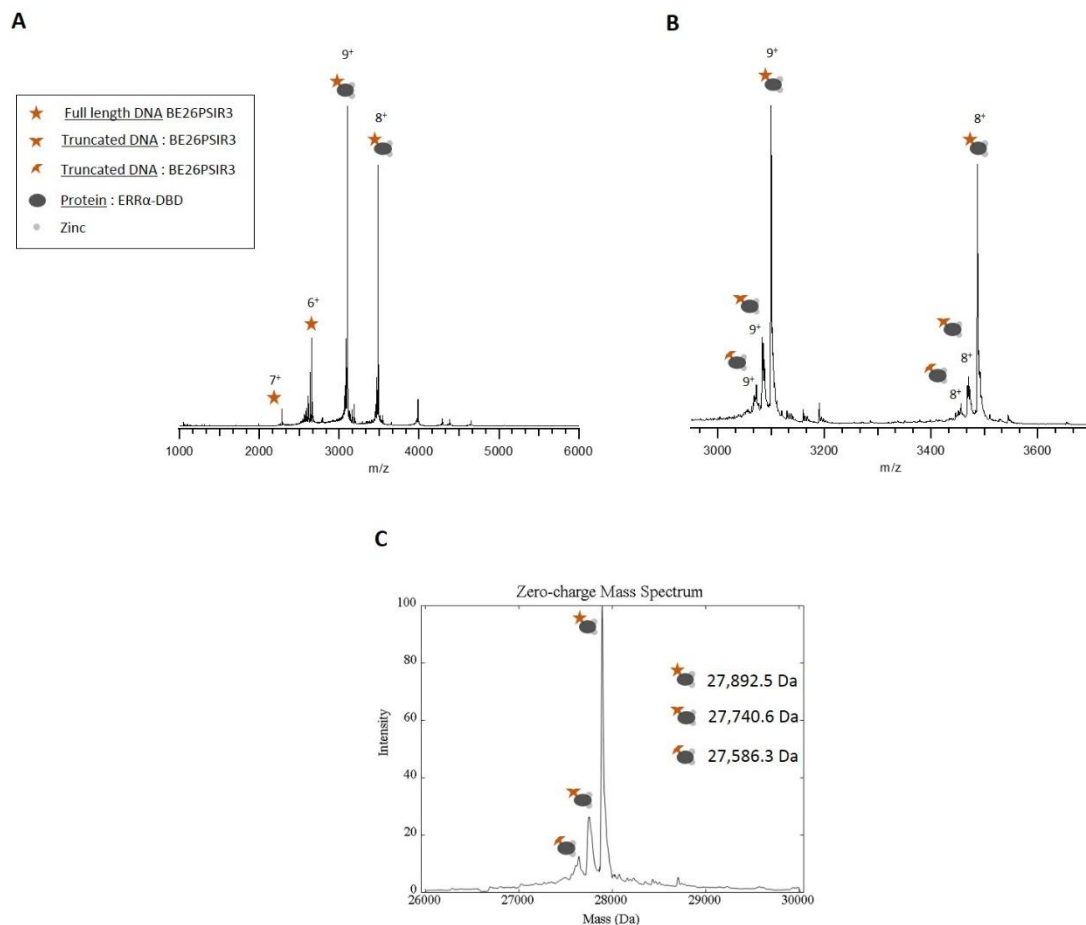 A
B
Full length DNA BE26PSIR3
Truncated DNA : BE26PSIR3
Truncated DNA : BE26PSIR3
Protein : ERRα-DBD
Zinc
9+
8+
6+
7+
1000 2000 3000 4000 5000 6000
m/z
9+
8+
9+
9+
8+
8+
3000 3200 3400 3600
m/z
C
Zero-charge Mass Spectrum
100
80
60
40
20
0
Intensity
27,892.5 Da
27,740.6 Da
27,586.3 Da
26000 27000 28000 29000 30000
Mass (Da)